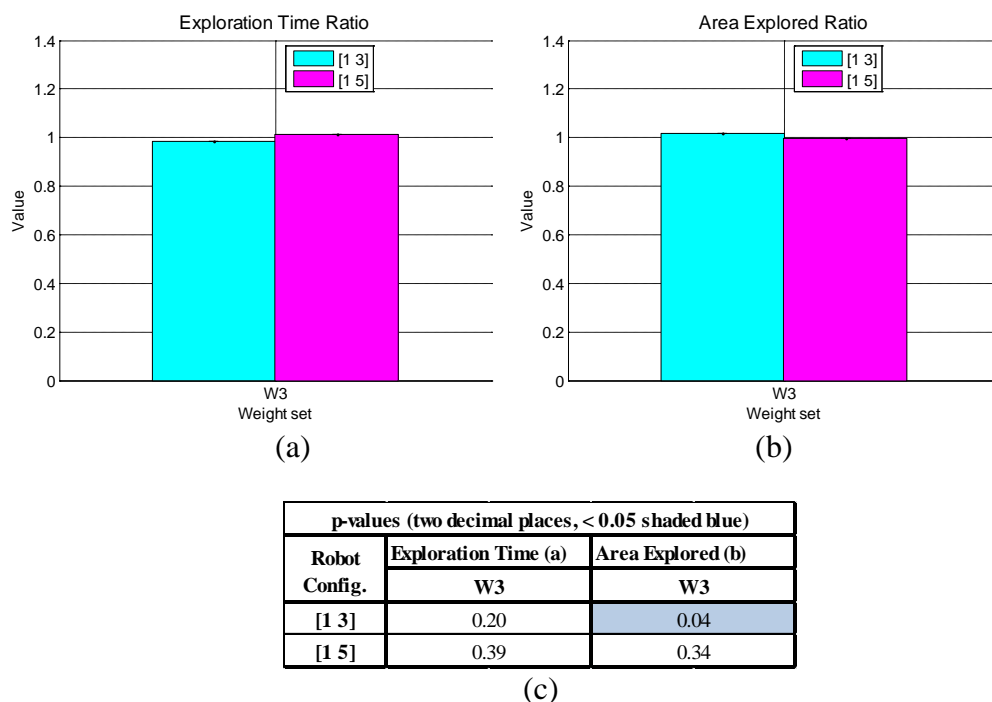 Exploration Time Ratio
1.4
1.2
1
0.8
0.6
0.4
0.2
0
Value
[1 3]
[1 5]
W3
Weight set
(a)
Area Explored Ratio
1.4
1.2
1
0.8
0.6
0.4
0.2
0
Value
[1 3]
[1 5]
W3
Weight set
(b)
p-values (two decimal places, < 0.05 shaded blue)
Robot Config. Exploration Time (a) Area Explored (b)
W3 W3
[1 3] 0.20 0.04
[1 5] 0.39 0.34
(c)